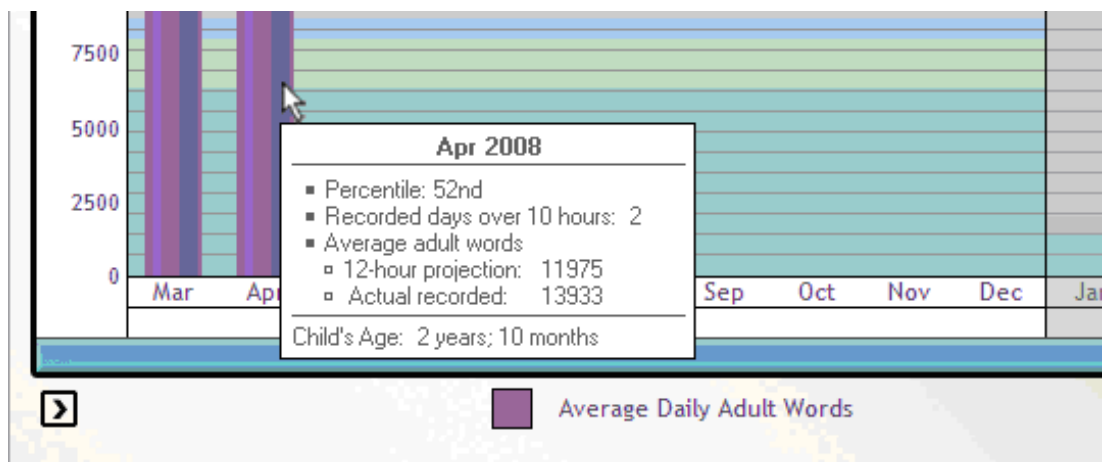 7500
5000
2500
0
Mar Apr Sep Oct Nov Dec
Apr 2008
Percentile: 52nd
Recorded days over 10 hours: 2
Average adult words
12-hour projection: 11975
Actual recorded: 13933
Child's Age: 2 years; 10 months
Average Daily Adult Words